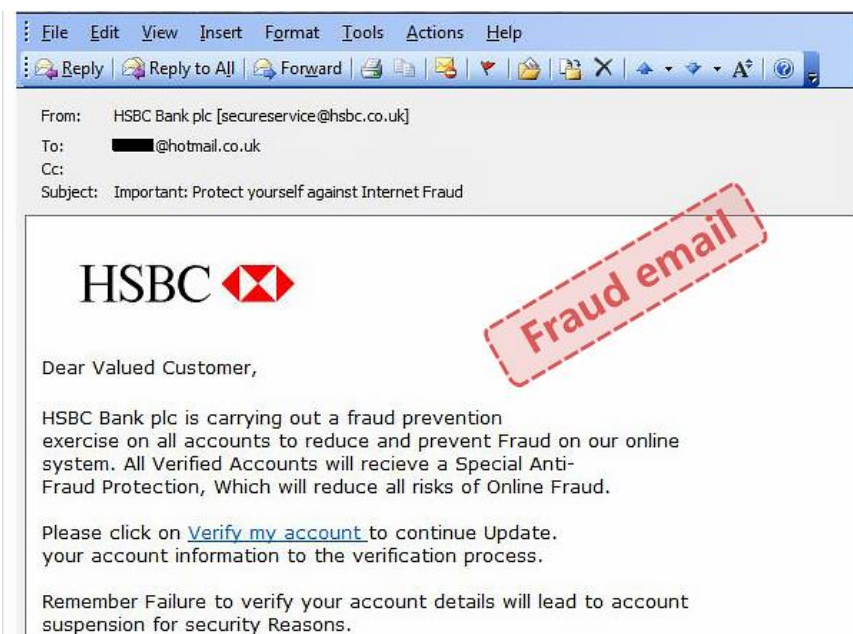 File Edit View Insert Format Tools Actions Help
Reply Reply to All Forward
From: HSBC Bank plc [secureservice@hsbc.co.uk]
To: @hotmail.co.uk
Cc:
Subject: Important: Protect yourself against Internet Fraud
Fraud email
HSBC
Dear Valued Customer,
HSBC Bank plc is carrying out a fraud prevention
exercise on all accounts to reduce and prevent Fraud on our online
system. All Verified Accounts will recieve a Special Anti-
Fraud Protection, Which will reduce all risks of Online Fraud.
Please click on Verify my account to continue Update.
your account information to the verification process.
Remember Failure to verify your account details will lead to account
suspension for security Reasons.